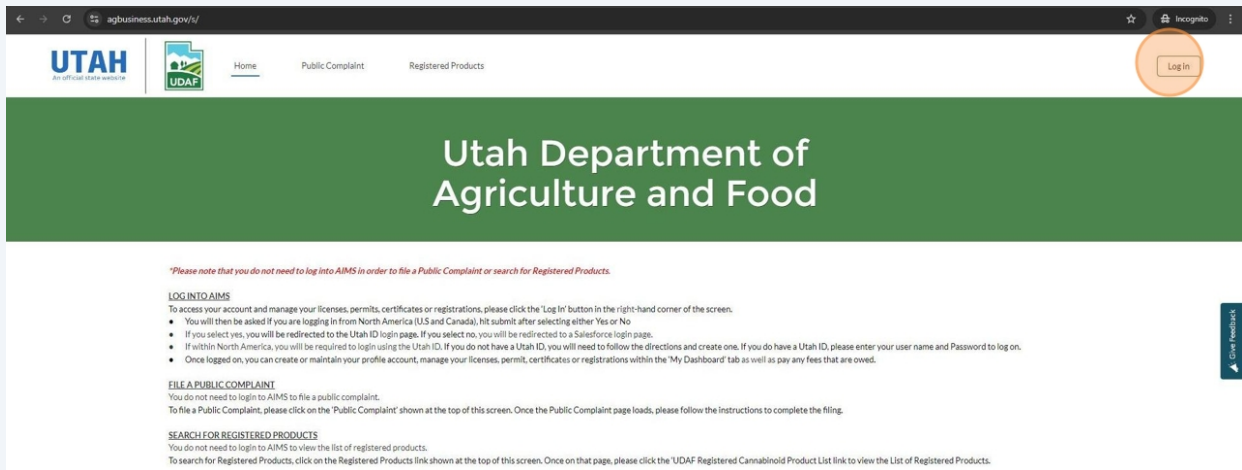 agbusiness.utah.gov/s/
Incognito
UTAH
An official state website
UDAF
Home
Public Complaint
Registered Products
Log in
Utah Department of
Agriculture and Food
*Please note that you do not need to log into AIMS in order to file a Public Complaint or search for Registered Products.
LOG INTO AIMS
To access your account and manage your licenses, permits, certificates or registrations, please click the 'Log In' button in the right-hand corner of the screen.
• You will then be asked if you are logging in from North America (U.S and Canada), hit submit after selecting either Yes or No
• If you select yes, you will be redirected to the Utah ID login page. If you select no, you will be redirected to a Salesforce login page.
• If within North America, you will be required to login using the Utah ID. If you do not have a Utah ID, you will need to follow the directions and create one. If you do have a Utah ID, please enter your user name and Password to log on.
• Once logged on, you can create or maintain your profile account, manage your licenses, permit, certificates or registrations within the 'My Dashboard' tab as well as pay any fees that are owed.
Give Feedback
FILE A PUBLIC COMPLAINT
You do not need to login to AIMS to file a public complaint.
To file a Public Complaint, please click on the 'Public Complaint' shown at the top of this screen. Once the Public Complaint page loads, please follow the instructions to complete the filing.
SEARCH FOR REGISTERED PRODUCTS
You do not need to login to AIMS to view the list of registered products.
To search for Registered Products, click on the Registered Products link shown at the top of this screen. Once on that page, please click the 'UDAF Registered Cannabinoid Product List link to view the List of Registered Products.